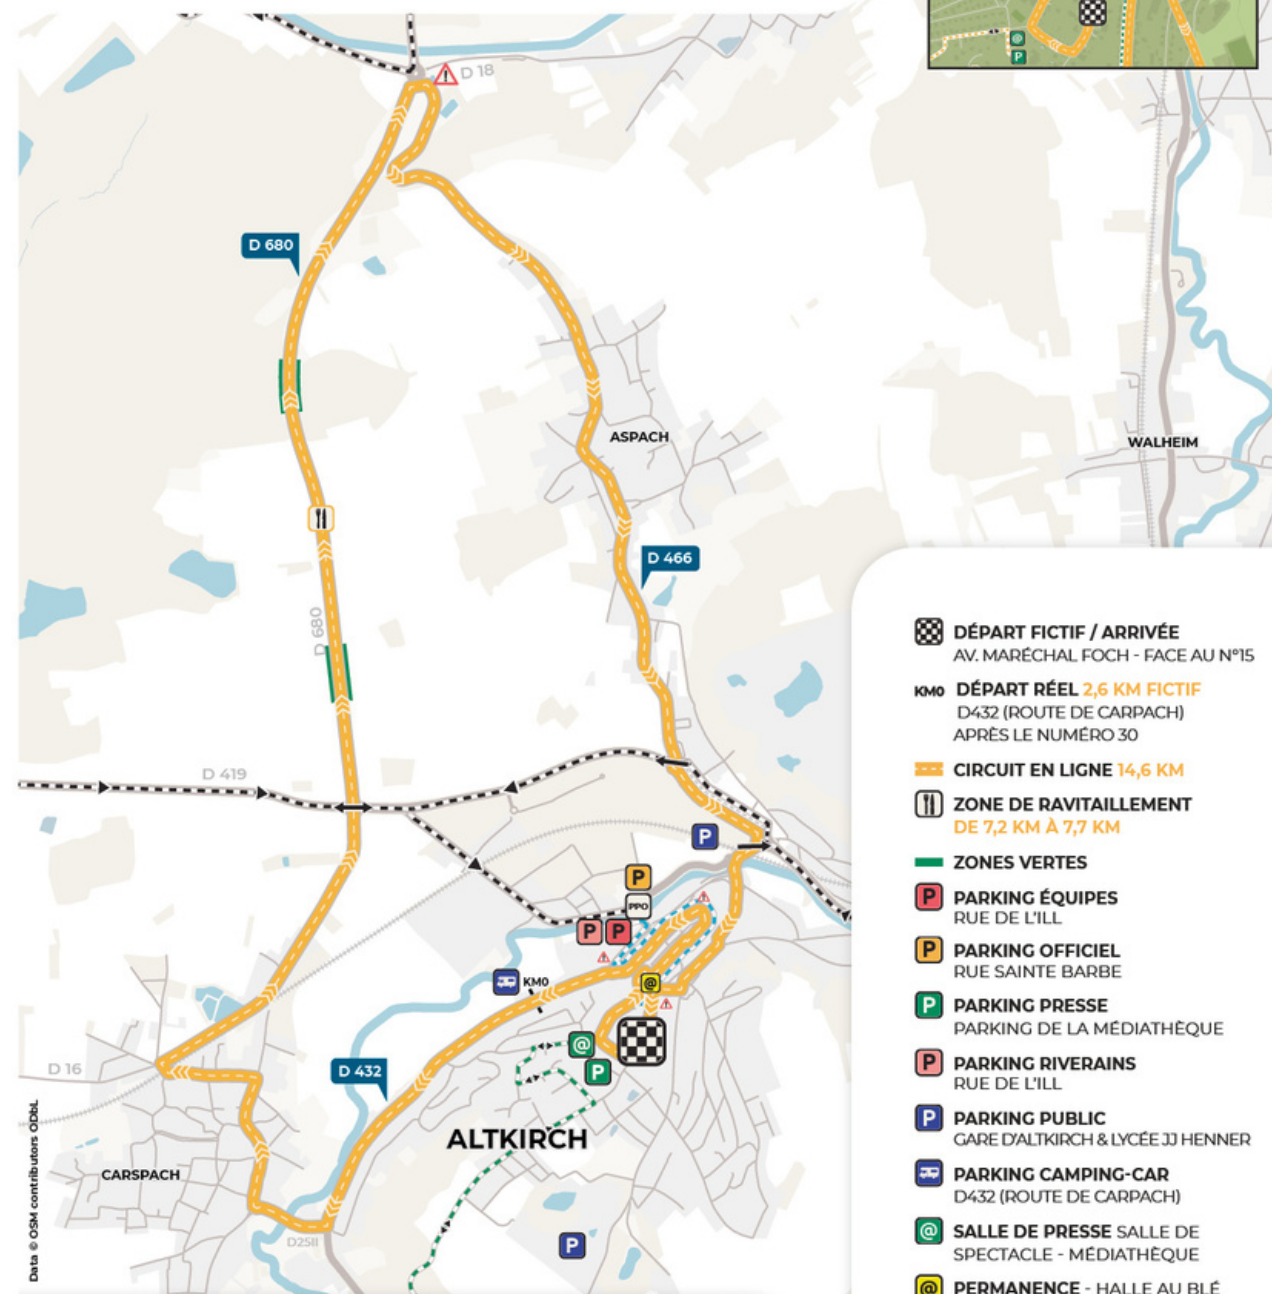 @
P
D 18
D 680
ASPACH
WALHEIM
D 466
D 680
D 419
P
P
PPO
P P
KM0
@
@
P
D 16
D 432
ALTKIRCH
CARSPACH
D25II
P
Data © OSM contributors ODbL
DÉPART FICTIF / ARRIVÉE
AV. MARÉCHAL FOCH - FACE AU N°15
KM0 DÉPART RÉEL 2,6 KM FICTIF
D432 (ROUTE DE CARPACH)
APRÈS LE NUMÉRO 30
CIRCUIT EN LIGNE 14,6 KM
ZONE DE RAVITAILLEMENT
DE 7,2 KM À 7,7 KM
ZONES VERTES
P PARKING ÉQUIPES
RUE DE L'ILL
P PARKING OFFICIEL
RUE SAINTE BARBE
P PARKING PRESSE
PARKING DE LA MÉDIATHÈQUE
P PARKING RIVERAINS
RUE DE L'ILL
P PARKING PUBLIC
GARE D'ALTKIRCH & LYCÉE JJ HENNER
PARKING CAMPING-CAR
D432 (ROUTE DE CARPACH)
@ SALLE DE PRESSE SALLE DE
SPECTACLE - MÉDIATHÈQUE
@ PERMANENCE - HALLE AU BLÉ